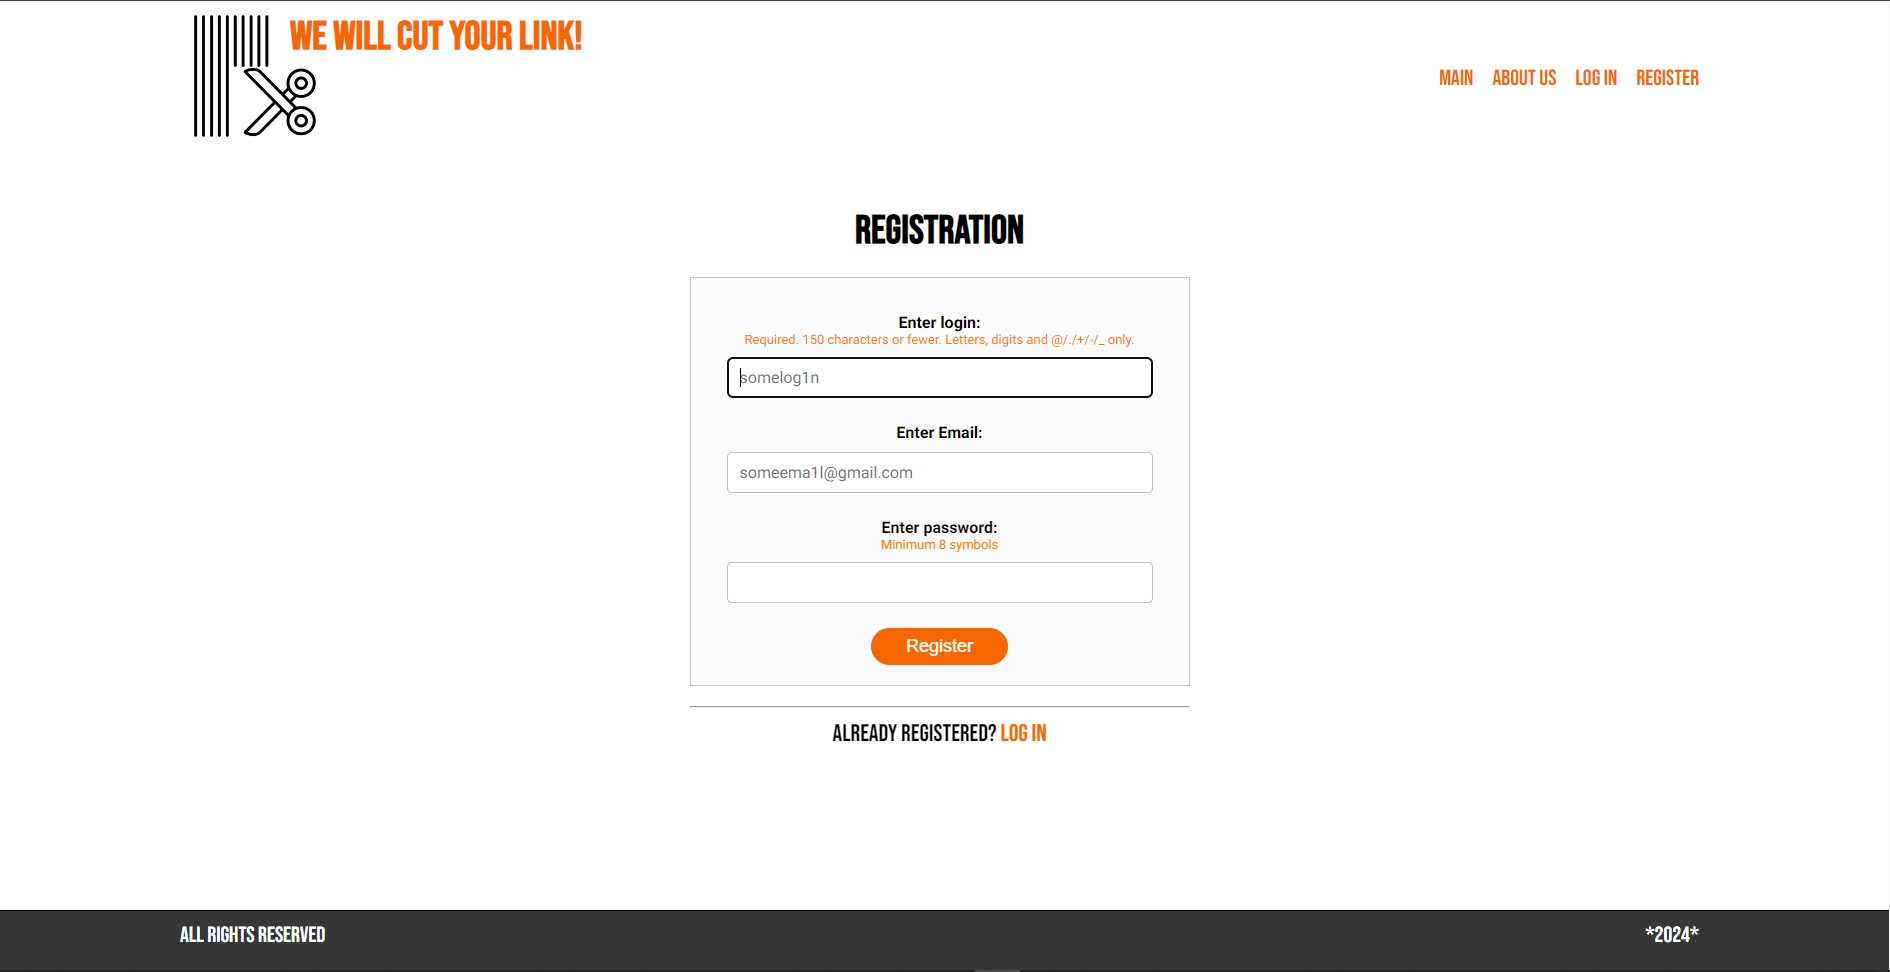 WE WILL CUT YOUR LINK!
MAIN ABOUT US LOG IN REGISTER
REGISTRATION
Enter login:
Required. 150 characters or fewer. Letters, digits and @/./+/-/_ only.
somelog1n
Enter Email:
someema1l@gmail.com
Enter password:
Minimum 8 symbols
Register
ALREADY REGISTERED? LOG IN
ALL RIGHTS RESERVED
*2024*